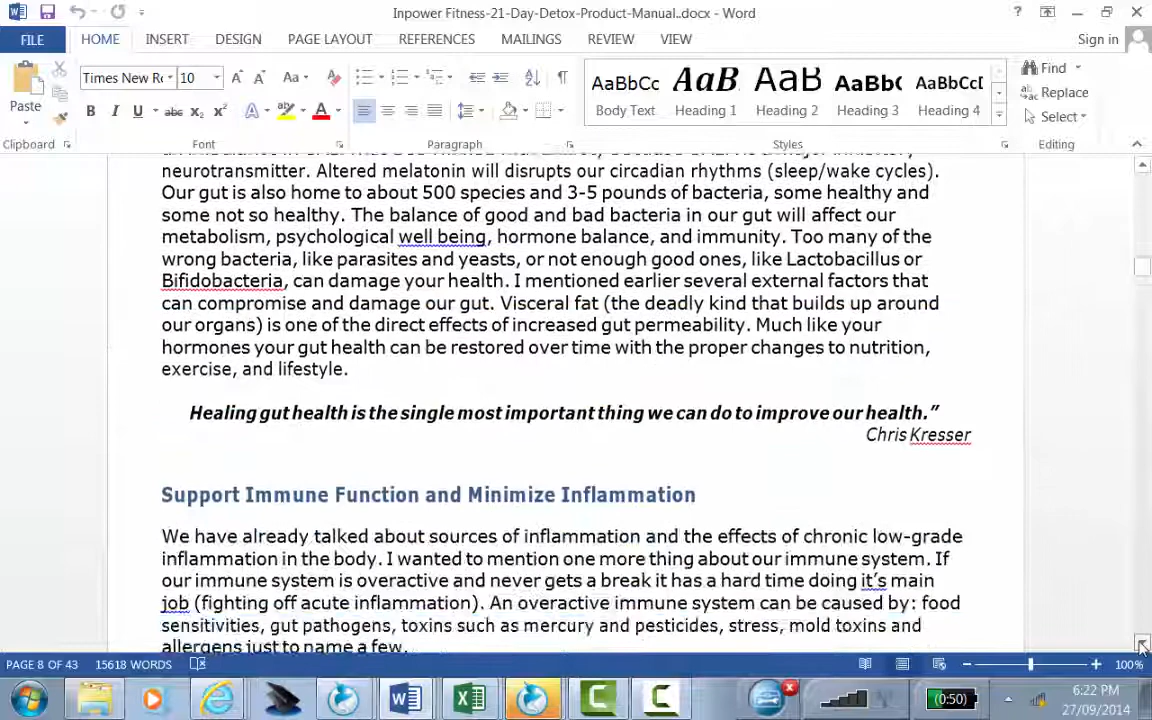 Inpower Fitness-21-Day-Detox-Product-Manual..docx - Word
FILE HOME INSERT DESIGN PAGE LAYOUT REFERENCES MAILINGS REVIEW VIEW Sign in
Paste
Times New Ro 10
AaBbCc AaB AaB AaBb( AaBbC
Body Text Heading 1 Heading 2 Heading 3 Heading 4
Find
Replace
Select
Clipboard Font Paragraph Styles Editing
neurotransmitter. Altered melatonin will disrupts our circadian rhythms (sleep/wake cycles).
Our gut is also home to about 500 species and 3-5 pounds of bacteria, some healthy and
some not so healthy. The balance of good and bad bacteria in our gut will affect our
metabolism, psychological well being, hormone balance, and immunity. Too many of the
wrong bacteria, like parasites and yeasts, or not enough good ones, like Lactobacillus or
Bifidobacteria, can damage your health. I mentioned earlier several external factors that
can compromise and damage our gut. Visceral fat (the deadly kind that builds up around
our organs) is one of the direct effects of increased gut permeability. Much like your
hormones your gut health can be restored over time with the proper changes to nutrition,
exercise, and lifestyle.
Healing gut health is the single most important thing we can do to improve our health.”
Chris Kresser
Support Immune Function and Minimize Inflammation
We have already talked about sources of inflammation and the effects of chronic low-grade
inflammation in the body. I wanted to mention one more thing about our immune system. If
our immune system is overactive and never gets a break it has a hard time doing it’s main
job (fighting off acute inflammation). An overactive immune system can be caused by: food
sensitivities, gut pathogens, toxins such as mercury and pesticides, stress, mold toxins and
allergens just to name a few.
PAGE 8 OF 43 15618 WORDS 100%
(0:50)
6:22 PM
27/09/2014